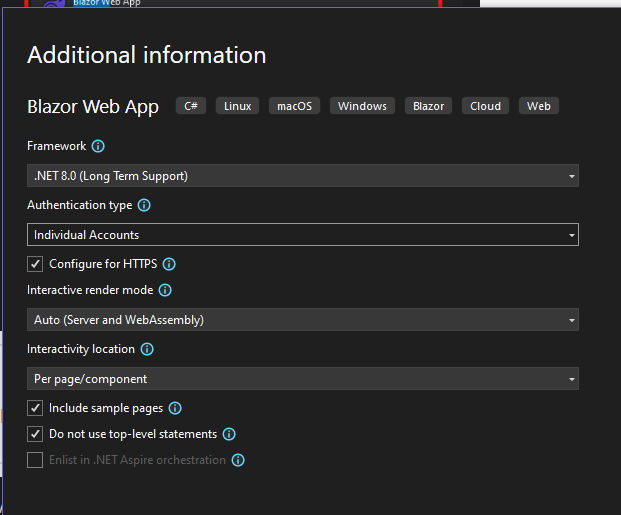 Blazor Web App
Additional information
Blazor Web App C# Linux macOS Windows Blazor Cloud Web
Framework
.NET 8.0 (Long Term Support)
Authentication type
Individual Accounts
Configure for HTTPS
Interactive render mode
Auto (Server and WebAssembly)
Interactivity location
Per page/component
Include sample pages
Do not use top-level statements
Enlist in .NET Aspire orchestration